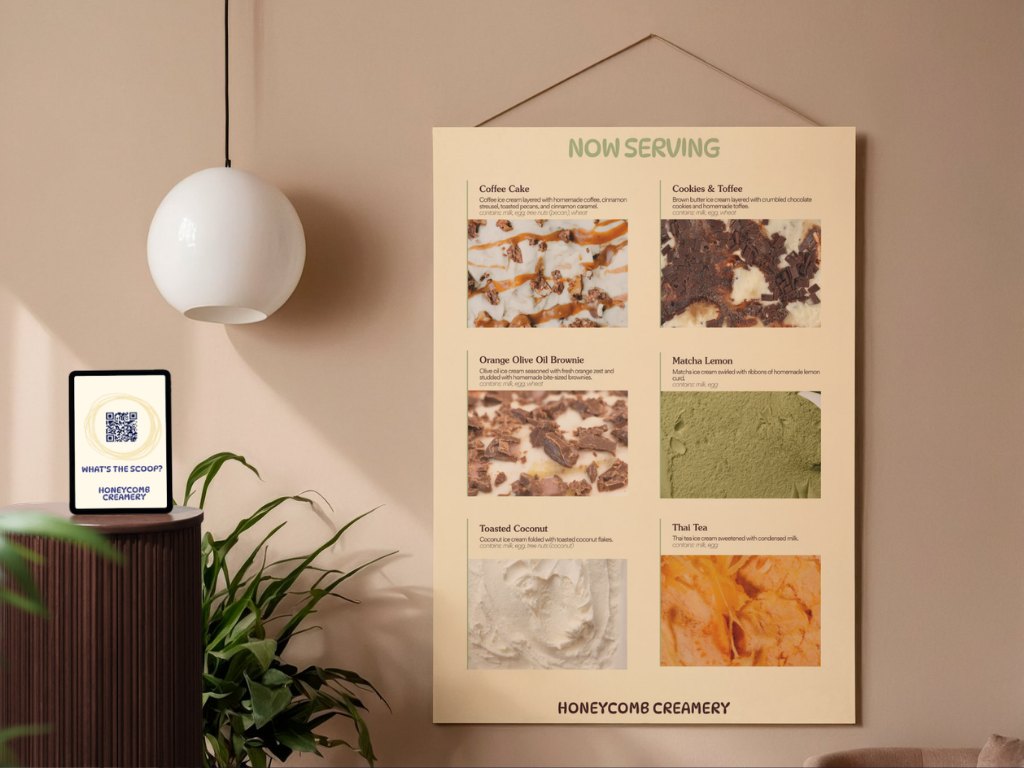 NOW SERVING
Coffee Cake
Coffee ice cream layered with homemade coffee, cinnamon
streusel, toasted pecans, and cinnamon caramel.
contains: milk, egg, tree nuts (pecan), wheat
Cookies & Toffee
Brown butter ice cream layered with crumbled chocolate
cookies and homemade toffee.
contains: milk, egg, wheat
Orange Olive Oil Brownie
Olive oil ice cream seasoned with fresh orange zest and
studded with homemade bite-sized brownies.
contains: milk, egg, wheat
Matcha Lemon
Matcha ice cream swirled with ribbons of homemade lemon
curd.
contains: milk, egg
Toasted Coconut
Coconut ice cream folded with toasted coconut flakes.
contains: milk, egg, tree nuts (coconut)
Thai Tea
Thai tea ice cream sweetened with condensed milk.
contains: milk, egg
HONEYCOMB CREAMERY
WHAT'S THE SCOOP?
HONEYCOMB
CREAMERY